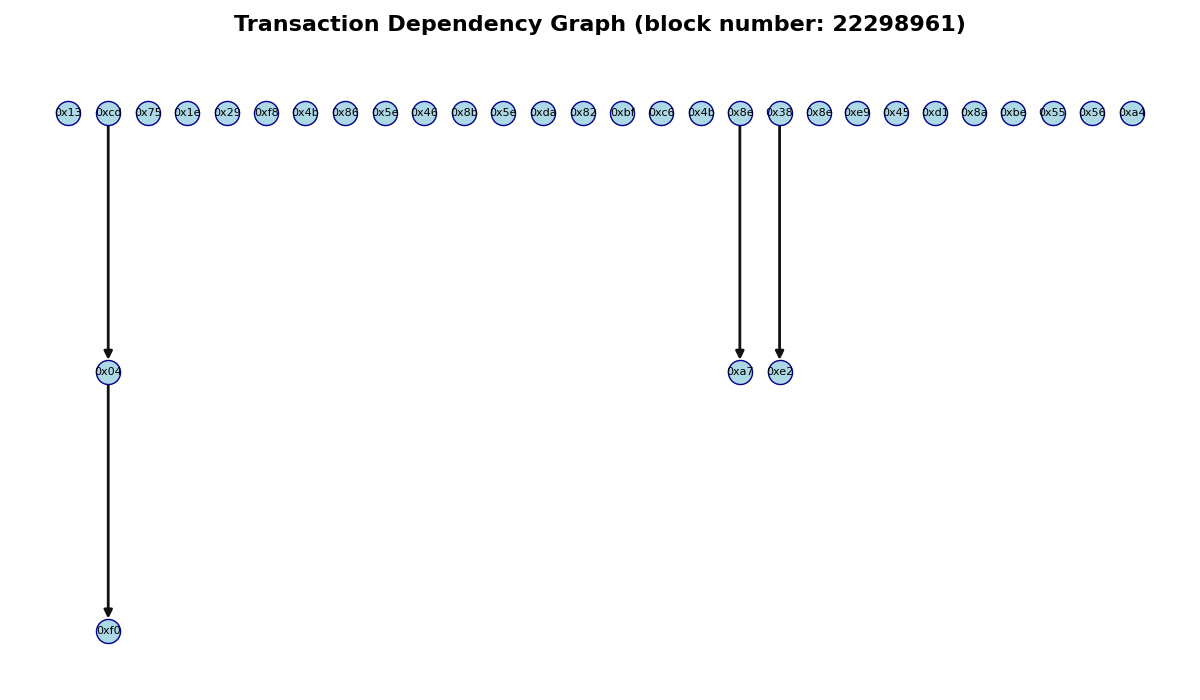 Transaction Dependency Graph (block number: 22298961)
0x13 0xcd 0x75 0x1e 0x29 0xf8 0x4b 0x86 0x5e 0x46 0x8b 0x5e 0xda 0x82 0xbf 0xc6 0x4b 0x8e 0x38 0x8e 0xe9 0x45 0xd1 0x8a 0xbe 0x55 0x56 0xa4
0x04 0xa7 0xe2
0xf0